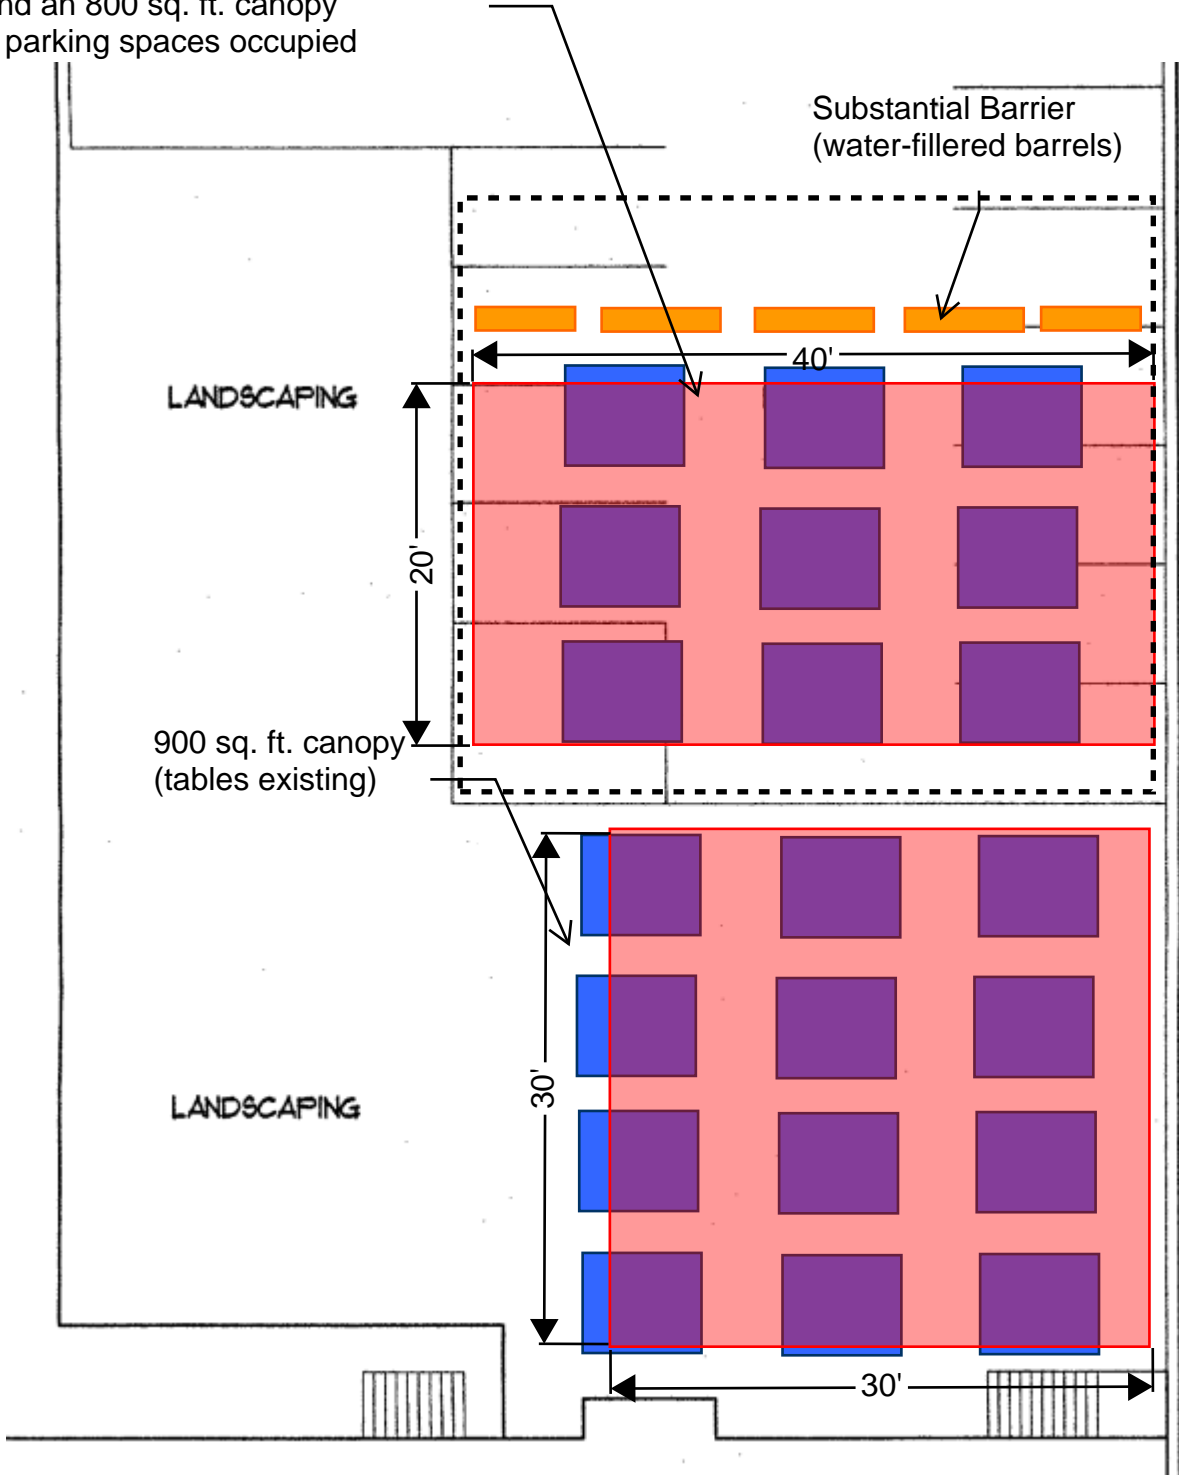 nd an 800 sq. ft. canopy
parking spaces occupied
Substantial Barrier
(water-fillered barrels)
40'
LANDSCAPING
20'
900 sq. ft. canopy
(tables existing)
30'
LANDSCAPING
30'